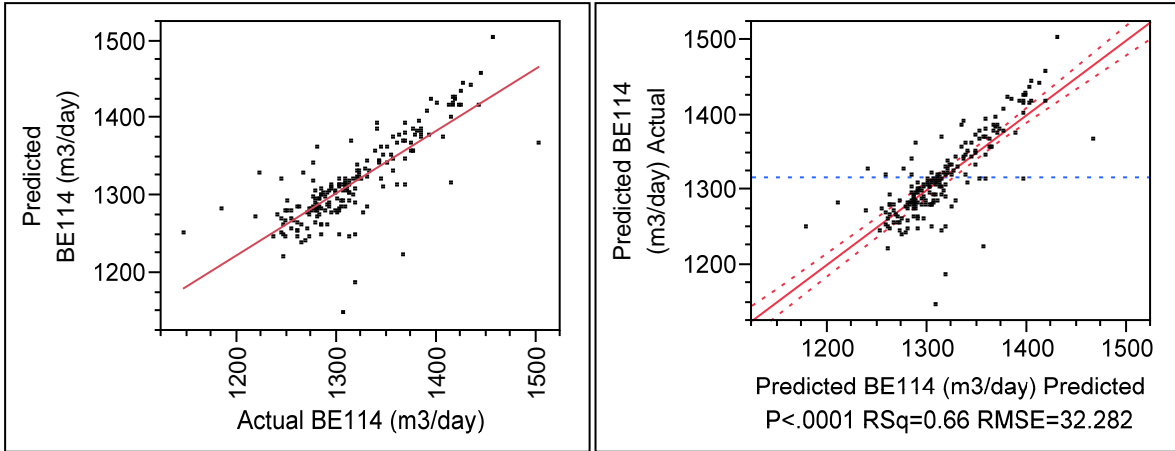 1500
1400
1300
1200
Predicted
BE114 (m3/day)
1200
1300
1400
1500
Actual BE114 (m3/day)
1500
1400
1300
1200
Predicted BE114
(m3/day) Actual
1200
1300
1400
1500
Predicted BE114 (m3/day) Predicted
P<.0001 RSq=0.66 RMSE=32.282